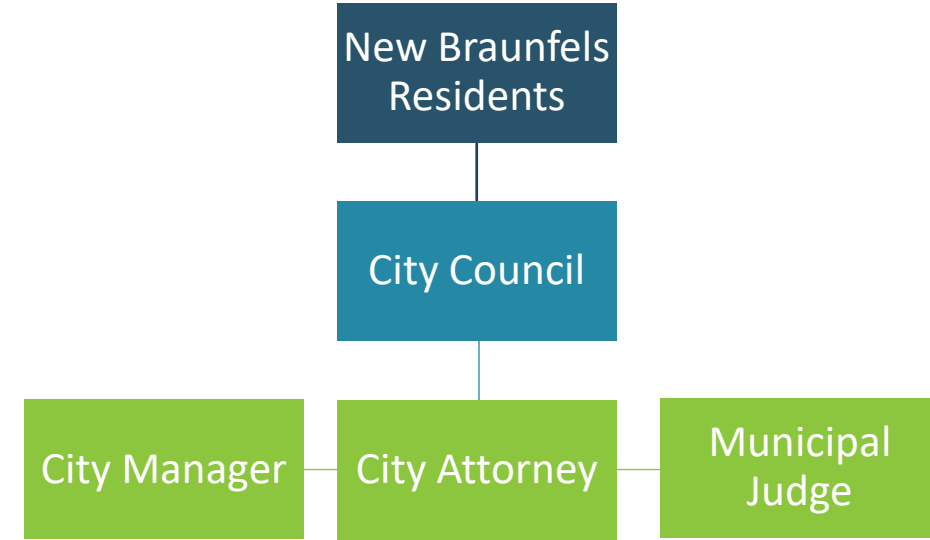 New Braunfels
Residents
City Council
City Manager
City Attorney
Municipal
Judge